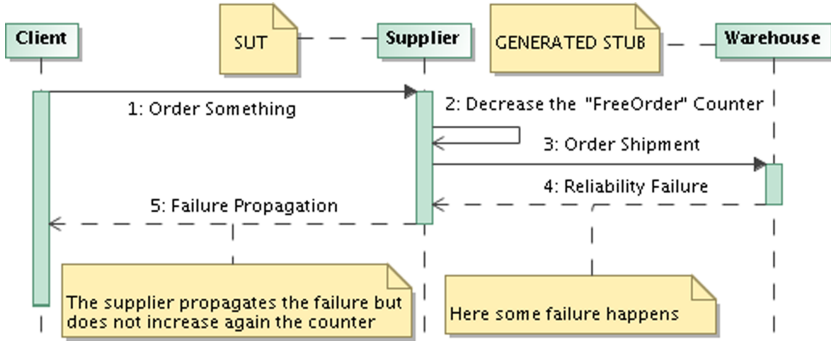 Client
SUT
Supplier
GENERATED STUB
Warehouse
1: Order Something
2: Decrease the "FreeOrder" Counter
3: Order Shipment
4: Reliability Failure
5: Failure Propagation
The supplier propagates the failure but
does not increase again the counter
Here some failure happens